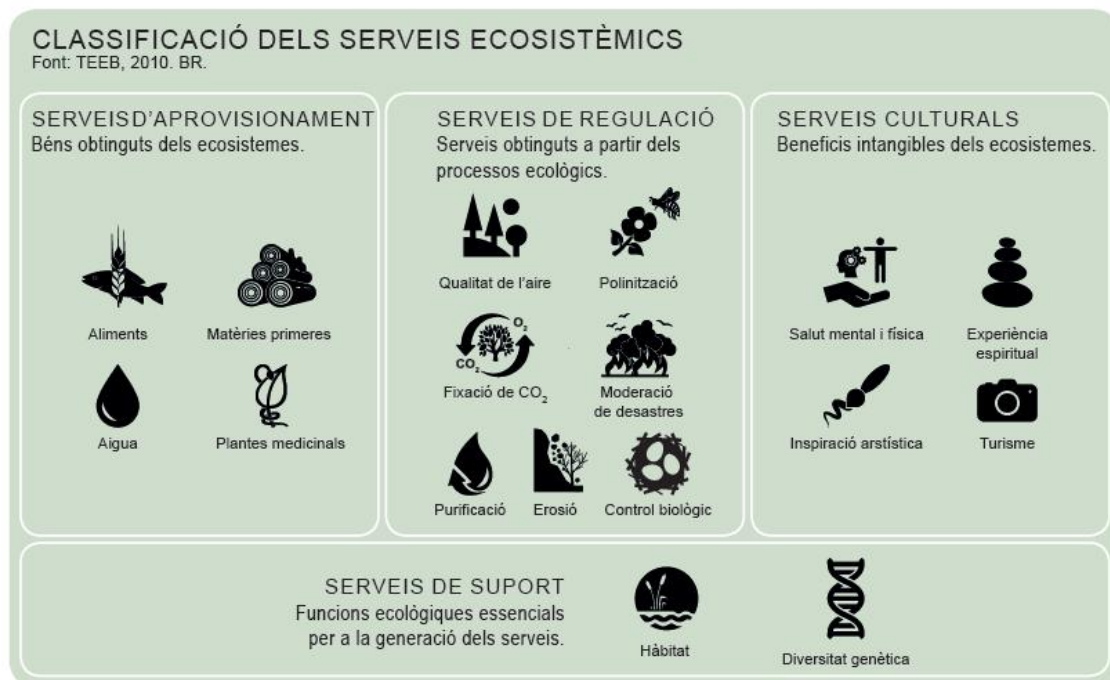 CLASSIFICACIÓ DELS SERVEIS ECOSISTÈMICS
Font: TEEB, 2010. BR.
SERVEIS D'APROVISIONAMENT
Béns obtinguts dels ecosistemes.
Aliments
Matèries primeres
Aigua
Plantes medicinals
SERVEIS DE REGULACIÓ
Serveis obtinguts a partir dels
processos ecològics.
Qualitat de l'aire
Polinització
O₂
CO₂
Fixació de CO₂
Moderació
de desastres
Purificació
Erosió
Control biològic
SERVEIS CULTURALS
Beneficis intangibles dels ecosistemes.
Salut mental i física
Experiència
espiritual
Inspiració arstística
Turisme
SERVEIS DE SUPORT
Funcions ecològiques essencials
per a la generació dels serveis.
Hàbitat
Diversitat genètica